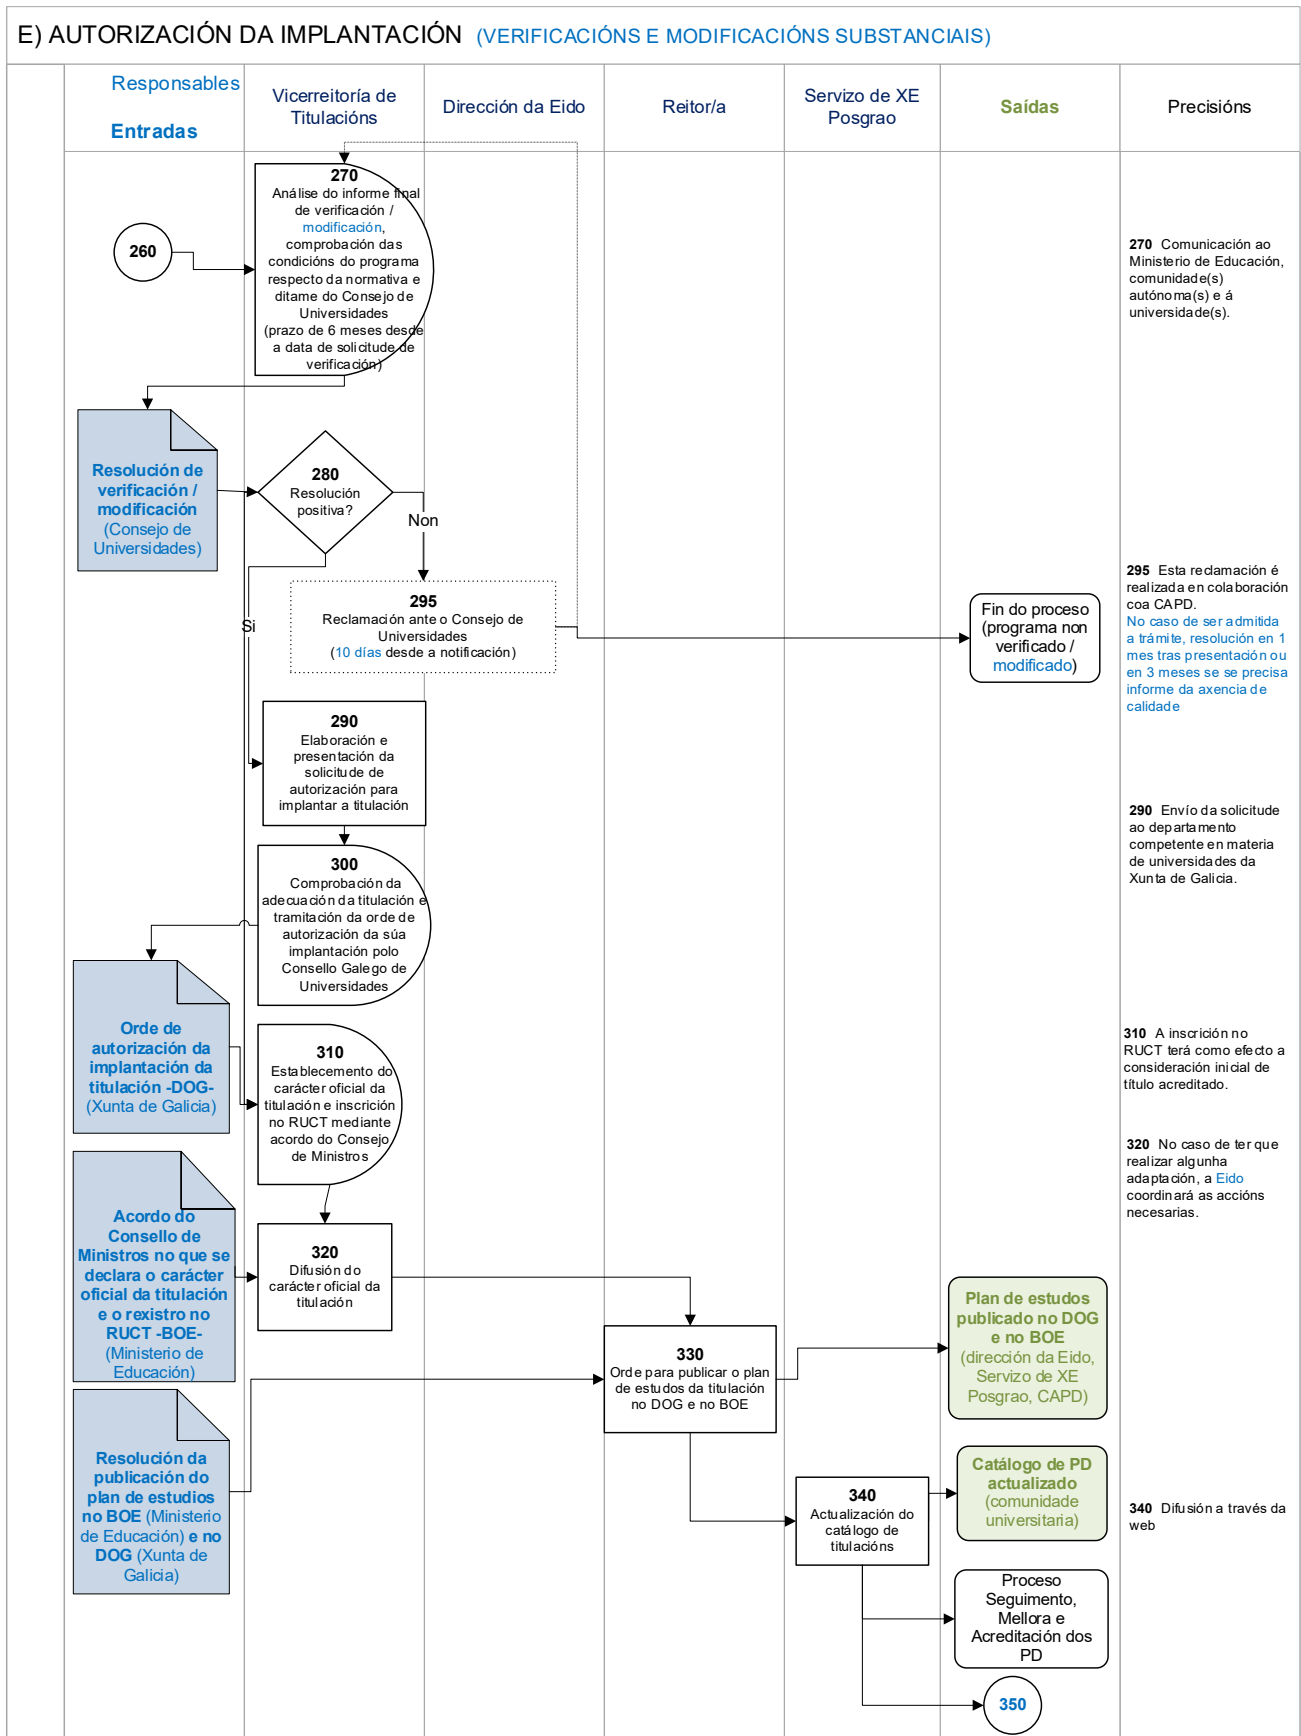 E) AUTORIZACIÓN DA IMPLANTACIÓN (VERIFICACIÓNS E MODIFICACIÓNS SUBSTANCIAIS)
Responsables
Entradas
Vicerreitoría de
Titulacións
Dirección da Eido
Reitor/a
Servizo de XE
Posgrao
Saídas
Precisións
260
270
Análise do informe final
de verificación /
modificación,
comprobación das
condicións do programa
respecto da normativa e
ditame do Consejo de
Universidades
(prazo de 6 meses desde
a data de solicitude de
verificación)
270 Comunicación ao
Ministerio de Educación,
comunidade(s)
autónoma(s) e á
universidade(s).
Resolución de
verificación /
modificación
(Consejo de
Universidades)
280
Resolución
positiva?
Non
Si
295
Reclamación ante o Consejo de
Universidades
(10 días desde a notificación)
Fin do proceso
(programa non
verificado /
modificado)
295 Esta reclamación é
realizada en colaboración
coa CAPD.
No caso de ser admitida
a trámite, resolución en 1
mes tras presentación ou
en 3 meses se se precisa
informe da axencia de
calidade
290
Elaboración e
presentación da
solicitude de
autorización para
implantar a titulación
290 Envío da solicitude
ao departamento
competente en materia
de universidades da
Xunta de Galicia.
300
Comprobación da
adecuación da titulación e
tramitación da orde de
autorización da súa
implantación polo
Consello Galego de
Universidades
Orde de
autorización da
implantación da
titulación -DOG-
(Xunta de Galicia)
310
Establecemento do
carácter oficial da
titulación e inscrición
no RUCT mediante
acordo do Consejo
de Ministros
310 A inscrición no
RUCT terá como efecto a
consideración inicial de
título acreditado.
320 No caso de ter que
realizar algunha
adaptación, a Eido
coordinará as accións
necesarias.
Acordo do
Consello de
Ministros no que se
declara o carácter
oficial da titulación
e o rexistro no
RUCT -BOE-
(Ministerio de
Educación)
320
Difusión do
carácter oficial da
titulación
330
Orde para publicar o plan
de estudos da titulación
no DOG e no BOE
Plan de estudos
publicado no DOG
e no BOE
(dirección da Eido,
Servizo de XE
Posgrao, CAPD)
Resolución da
publicación do
plan de estudios
no BOE (Ministerio
de Educación) e no
DOG (Xunta de
Galicia)
340
Actualización do
catálogo de
titulacións
Catálogo de PD
actualizado
(comunidade
universitaria)
340 Difusión a través da
web
Proceso
Seguimento,
Mellora e
Acreditación dos
PD
350